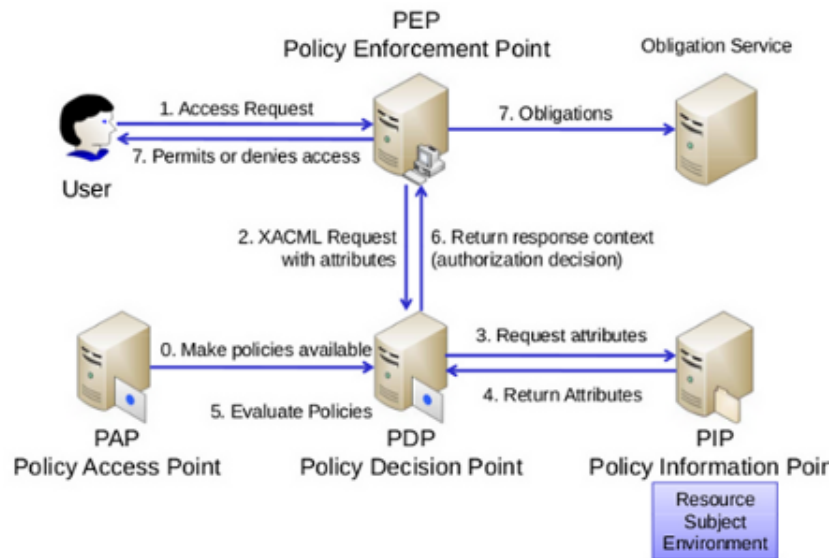 PEP
Policy Enforcement Point
Obligation Service
1. Access Request
7. Obligations
7. Permits or denies access
User
2. XACML Request
with attributes
6. Return response context
(authorization decision)
0. Make policies available
3. Request attributes
4. Return Attributes
5. Evaluate Policies
PAP
Policy Access Point
PDP
Policy Decision Point
PIP
Policy Information Poin
Resource
Subject
Environment